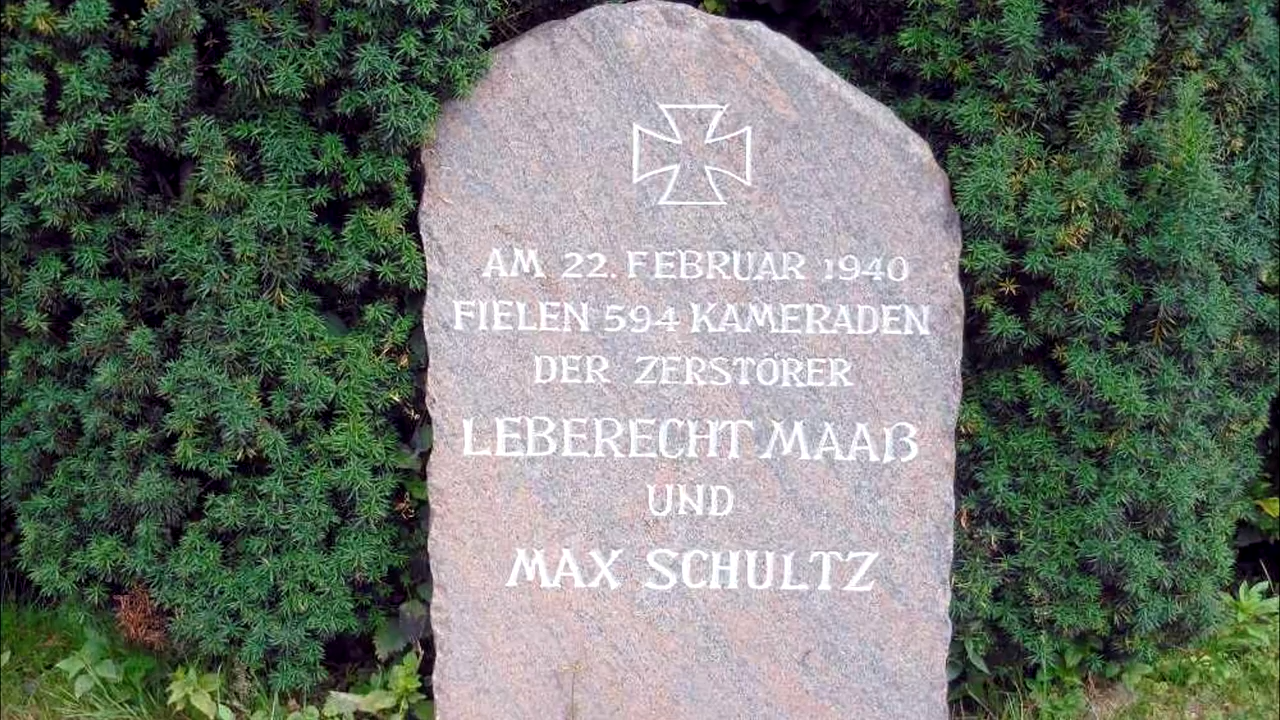 AM 22. FEBRUAR 1940
FIELEN 594 KAMERADEN
DER ZERSTÖRER
LEBERECHT MAAß
UND
MAX SCHULTZ